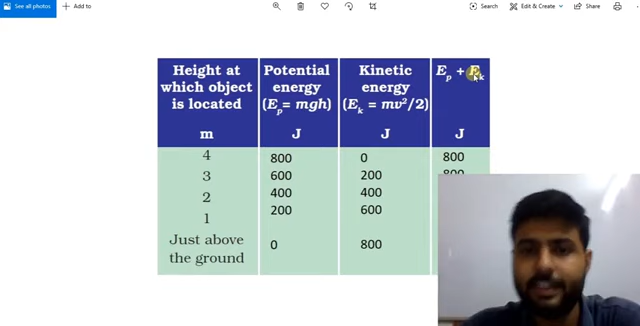 See all photos + Add to Search Edit & Create Share
Height at which object is located m Potential energy (Ep = mgh) J Kinetic energy (Ek = mv²/2) J Ep + Ek J
4 800 0 800
3 600 200 800
2 400 400
1 200 600
Just above the ground 0 800